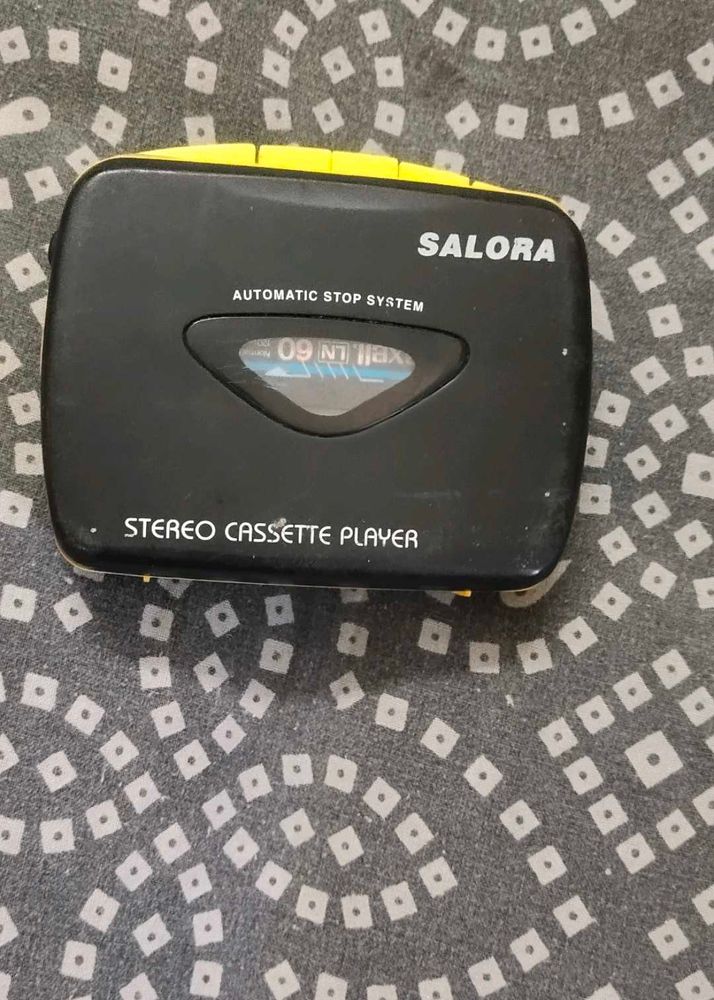 SALORA
AUTOMATIC STOP SYSTEM
LN 60
STEREO CASSETTE PLAYER